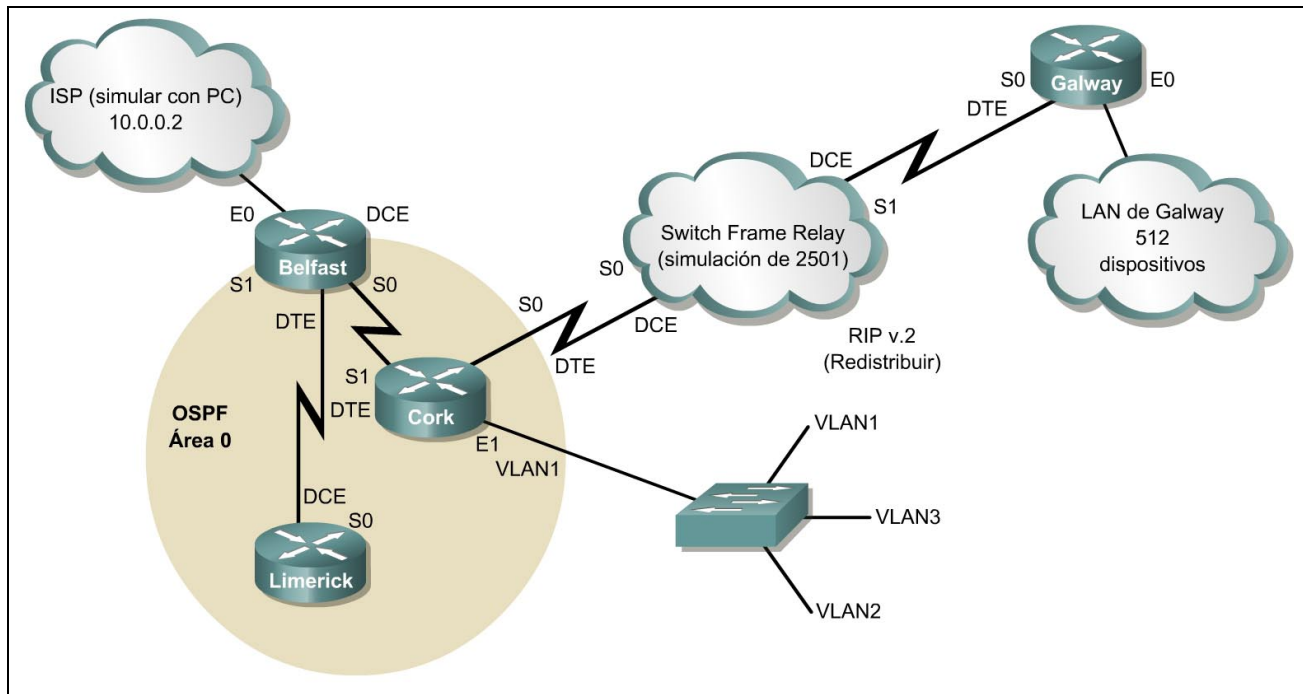 ISP (simular con PC)
10.0.0.2
E0
DCE
Belfast
S1
S0
DTE
S1
DTE
Cork
E1
VLAN1
OSPF
Área 0
DCE
S0
Limerick
S0
DTE
S0
DCE
Switch Frame Relay
(simulación de 2501)
DCE
S1
RIP v.2
(Redistribuir)
S0
DTE
Galway
E0
LAN de Galway
512
dispositivos
VLAN1
VLAN3
VLAN2